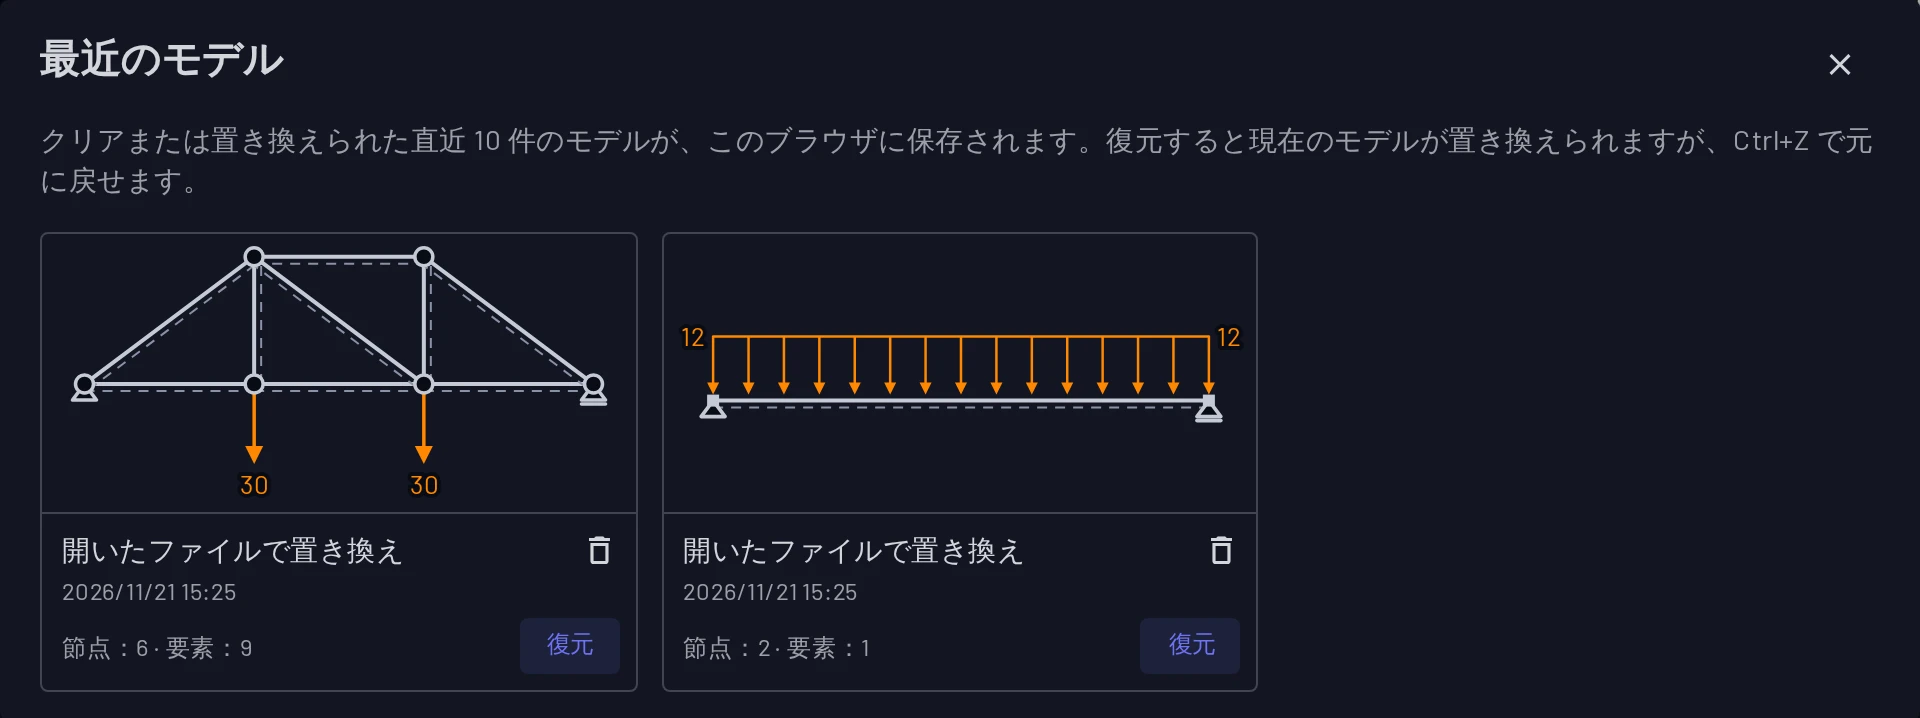 最近のモデル
クリアまたは置き換えられた直近 10 件のモデルが、このブラウザに保存されます。復元すると現在のモデルが置き換えられますが、Ctrl+Z で元
に戻せます。
30 30
12 12
開いたファイルで置き換え
2026/11/21 15:25
節点：6 · 要素：9
復元
開いたファイルで置き換え
2026/11/21 15:25
節点：2 · 要素：1
復元